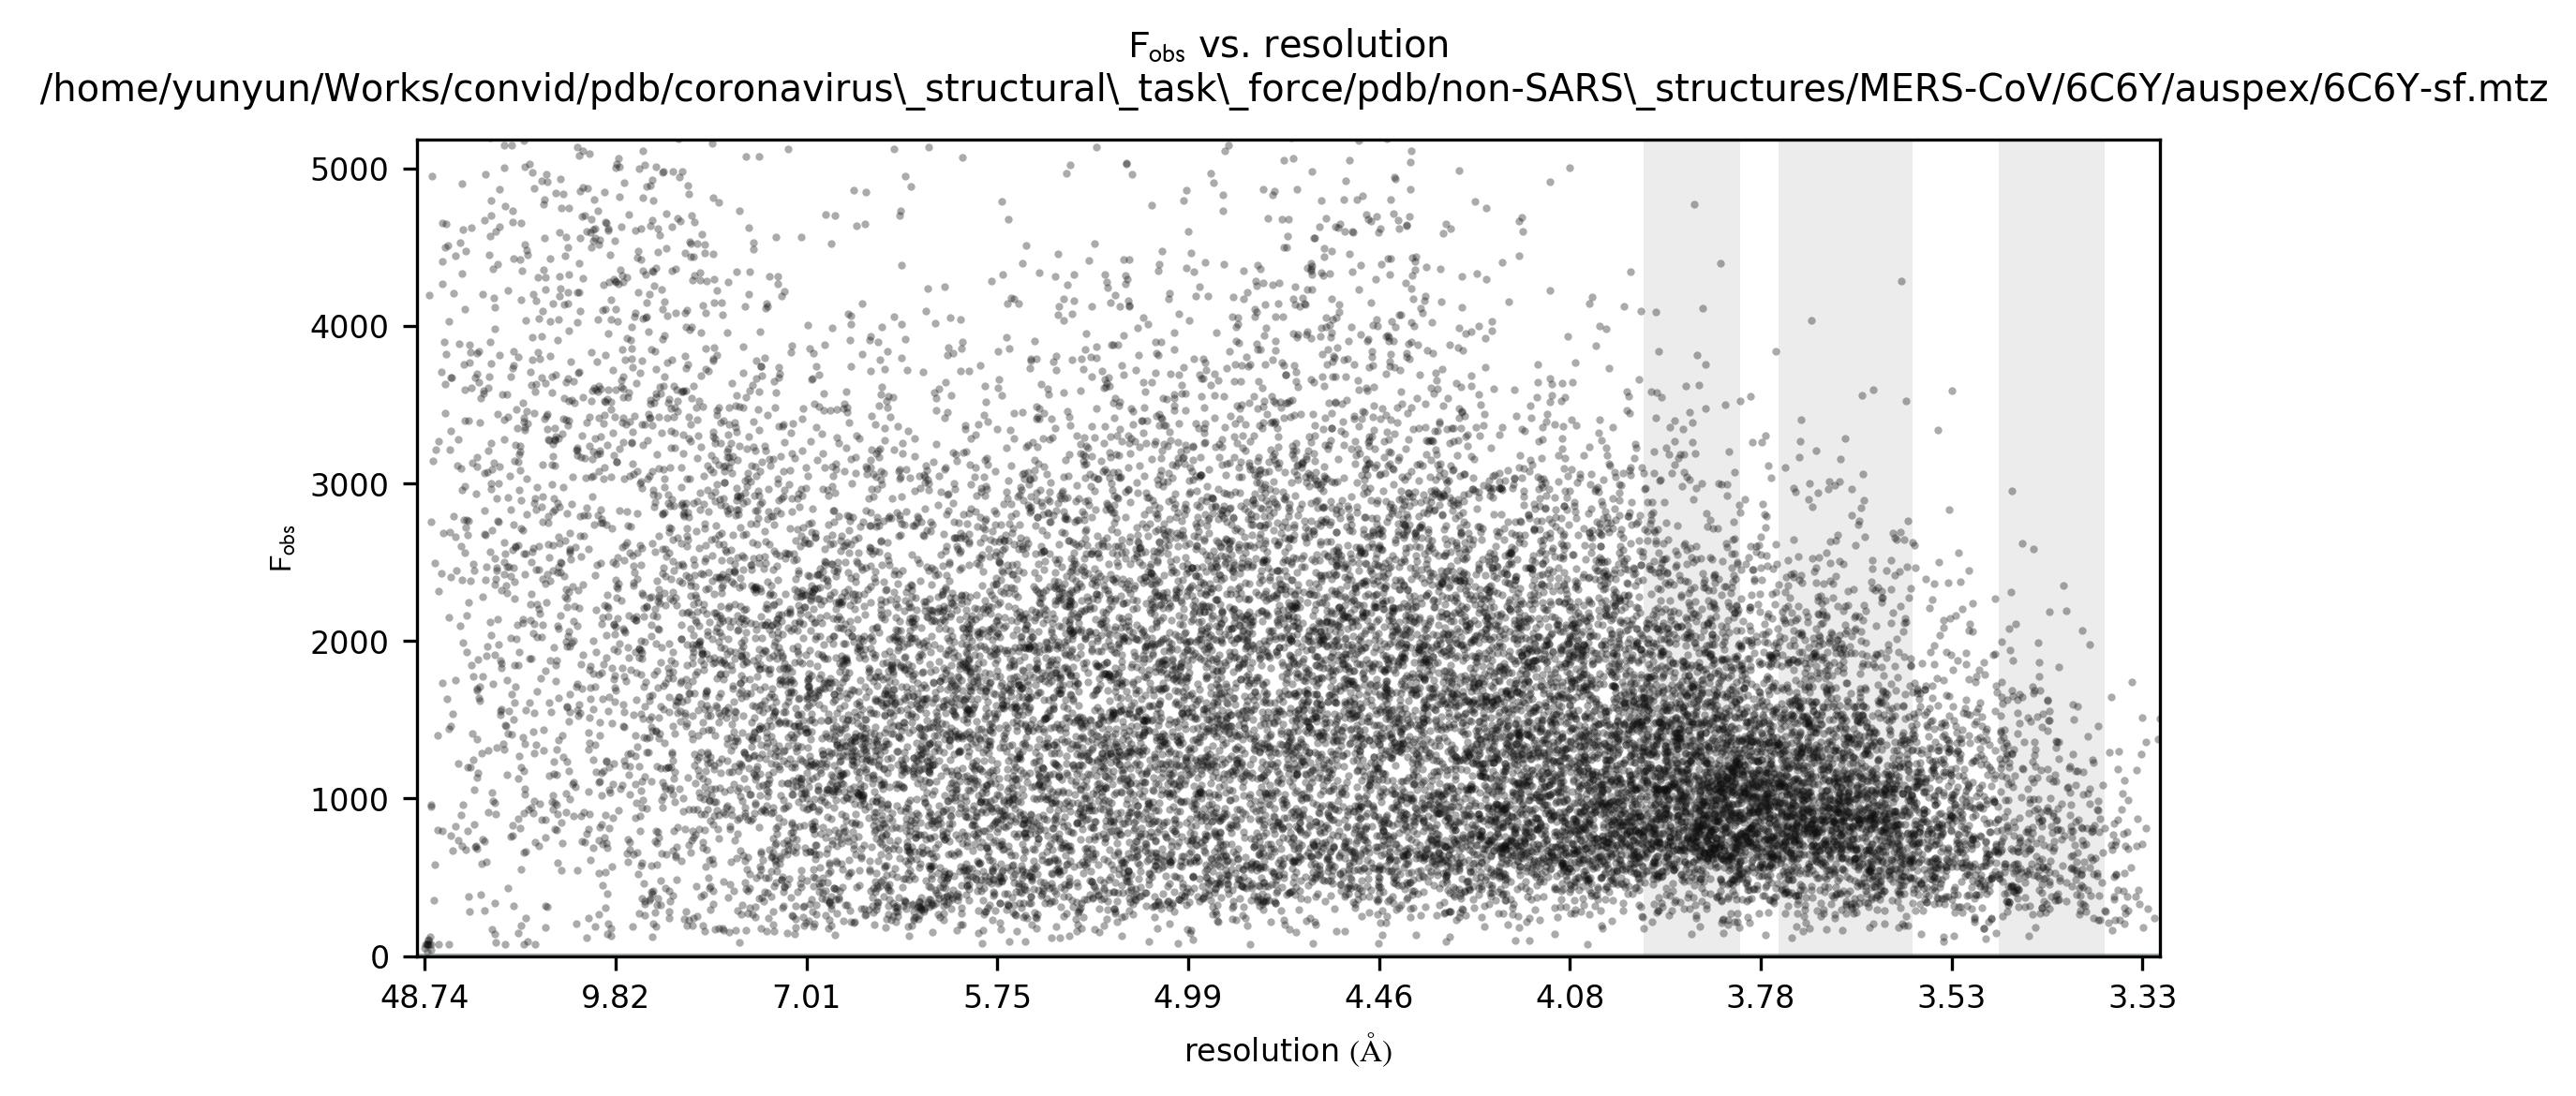 Fobs vs. resolution
/home/yunyun/Works/convid/pdb/coronavirus\_structural\_task\_force/pdb/non-SARS\_structures/MERS-CoV/6C6Y/auspex/6C6Y-sf.mtz
5000
4000
3000
2000
1000
0
Fobs
48.74 9.82 7.01 5.75 4.99 4.46 4.08 3.78 3.53 3.33
resolution (Å)